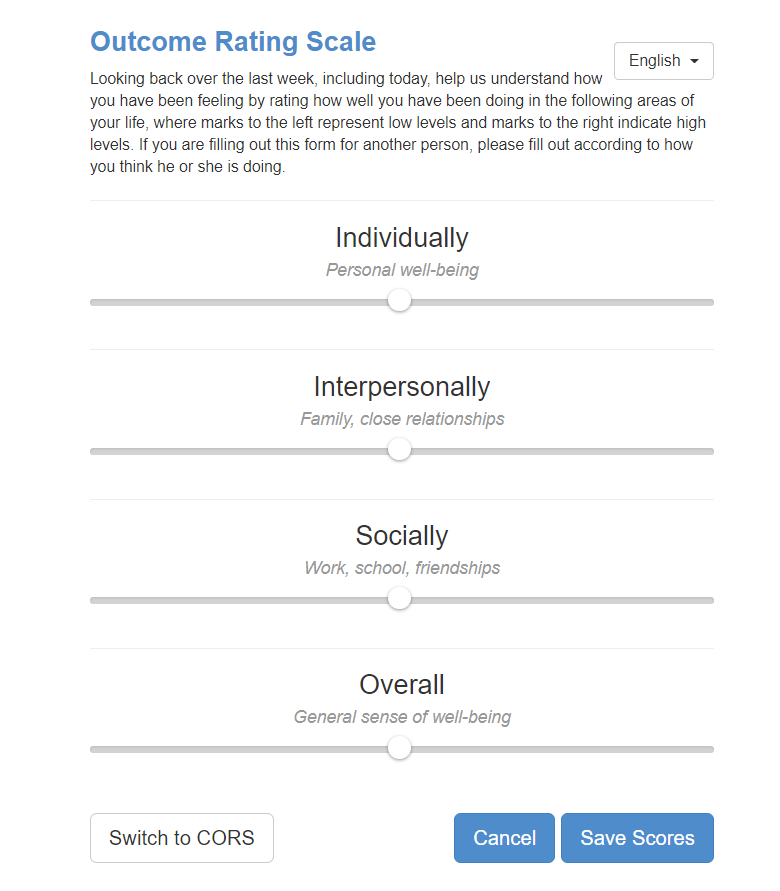 Outcome Rating Scale
English
Looking back over the last week, including today, help us understand how
you have been feeling by rating how well you have been doing in the following areas of
your life, where marks to the left represent low levels and marks to the right indicate high
levels. If you are filling out this form for another person, please fill out according to how
you think he or she is doing.
Individually
Personal well-being
Interpersonally
Family, close relationships
Socially
Work, school, friendships
Overall
General sense of well-being
Switch to CORS
Cancel
Save Scores